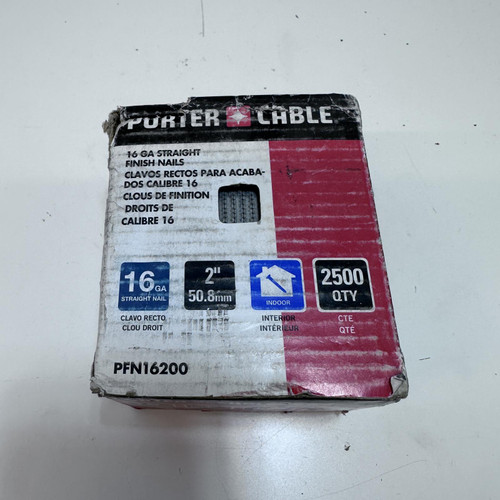 PORTER CABLE
16 GA STRAIGHT
FINISH NAILS
CLAVOS RECTOS PARA ACABA-
DOS CALIBRE 16
CLOUS DE FINITION
DROITS DE
CALIBRE 16
16 GA
STRAIGHT NAIL
CLAVO RECTO
CLOU DROIT
2"
50.8mm
INDOOR
INTERIOR
INTÉRIEUR
2500
QTY
CTE
QTÉ
PFN16200